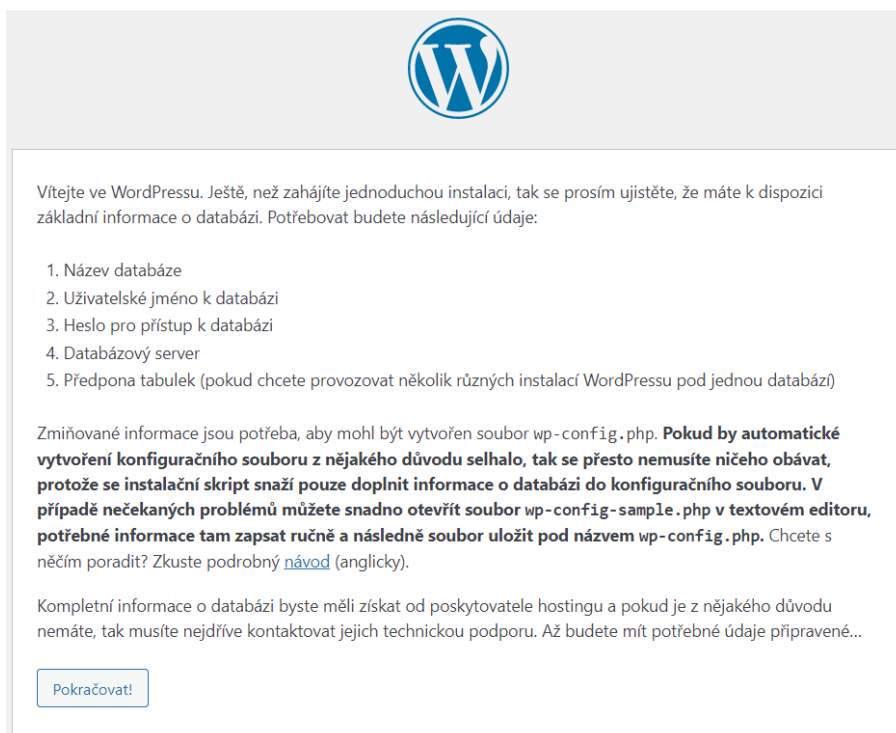 Vítejte ve WordPressu. Ještě, než zahájíte jednoduchou instalaci, tak se prosím ujistěte, že máte k dispozici
základní informace o databázi. Potřebovat budete následující údaje:
1. Název databáze
2. Uživatelské jméno k databázi
3. Heslo pro přístup k databázi
4. Databázový server
5. Předpona tabulek (pokud chcete provozovat několik různých instalací WordPressu pod jednou databází)
Zmiňované informace jsou potřeba, aby mohl být vytvořen soubor wp-config.php. Pokud by automatické
vytvoření konfiguračního souboru z nějakého důvodu selhalo, tak se přesto nemusíte ničeho obávat,
protože se instalační skript snaží pouze doplnit informace o databázi do konfiguračního souboru. V
případě nečekaných problémů můžete snadno otevřít soubor wp-config-sample.php v textovém editoru,
potřebné informace tam zapsat ručně a následně soubor uložit pod názvem wp-config.php. Chcete s
něčím poradit? Zkuste podrobný návod (anglicky).
Kompletní informace o databázi byste měli získat od poskytovatele hostingu a pokud je z nějakého důvodu
nemáte, tak musíte nejdříve kontaktovat jejich technickou podporu. Až budete mít potřebné údaje připravené…
Pokračovat!